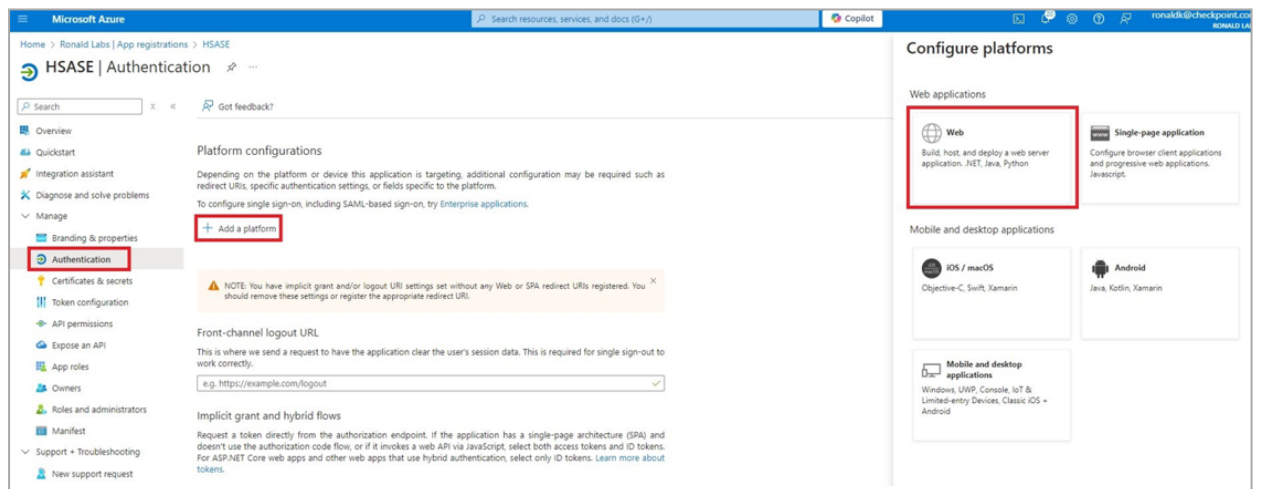 Microsoft Azure
Search resources, services, and docs (G+/)
Copilot
ronaldk@checkpoint.co
Home > Ronald Labs | App registrations > HSASE
HSASE | Authentication
Search
Got feedback?
Overview
Quickstart
Integration assistant
Diagnose and solve problems
Manage
Branding & properties
Authentication
Certificates & secrets
Token configuration
API permissions
Expose an API
App roles
Owners
Roles and administrators
Manifest
Support + Troubleshooting
New support request
Platform configurations
Depending on the platform or device this application is targeting, additional configuration may be required such as
redirect URIs, specific authentication settings, or fields specific to the platform.
To configure single sign-on, including SAML-based sign-on, try Enterprise applications.
+ Add a platform
NOTE: You have implicit grant and/or logout URI settings set without any Web or SPA redirect URIs registered. You
should remove these settings or register the appropriate redirect URI.
Front-channel logout URL
This is where we send a request to have the application clear the user's session data. This is required for single sign-out to
work correctly.
e.g. https://example.com/logout
Implicit grant and hybrid flows
Request a token directly from the authorization endpoint. If the application has a single-page architecture (SPA) and
doesn't use the authorization code flow, or if it invokes a web API via JavaScript, select both access tokens and ID tokens.
For ASP.NET Core web apps and other web apps that use hybrid authentication, select only ID tokens. Learn more about
tokens.
Configure platforms
Web applications
Web
Build, host, and deploy a web server
application. .NET, Java, Python
Single-page application
Configure browser client applications
and progressive web applications.
Javascript.
Mobile and desktop applications
iOS / macOS
Objective-C, Swift, Xamarin
Android
Java, Kotlin, Xamarin
Mobile and desktop
applications
Windows, UWP, Console, IoT &
Limited-entry Devices, Classic iOS +
Android